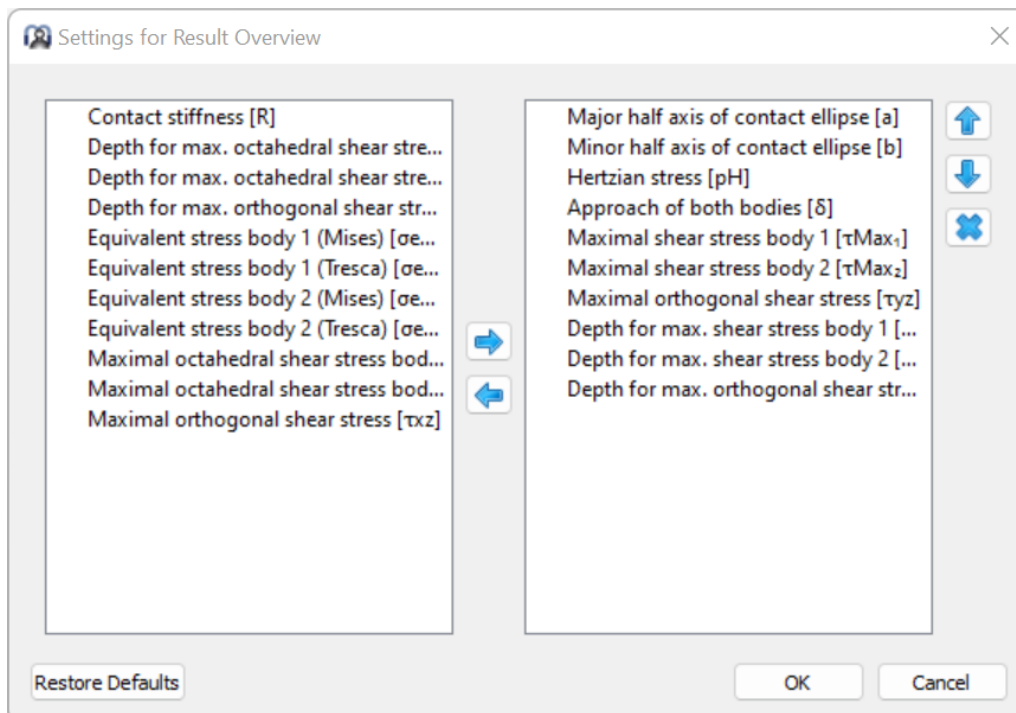 Settings for Result Overview
Contact stiffness [R]
Depth for max. octahedral shear stre...
Depth for max. octahedral shear stre...
Depth for max. orthogonal shear str...
Equivalent stress body 1 (Mises) [σe...
Equivalent stress body 1 (Tresca) [σe...
Equivalent stress body 2 (Mises) [σe...
Equivalent stress body 2 (Tresca) [σe...
Maximal octahedral shear stress bod...
Maximal octahedral shear stress bod...
Maximal orthogonal shear stress [τxz]
Major half axis of contact ellipse [a]
Minor half axis of contact ellipse [b]
Hertzian stress [pH]
Approach of both bodies [δ]
Maximal shear stress body 1 [τMax₁]
Maximal shear stress body 2 [τMax₂]
Maximal orthogonal shear stress [τyz]
Depth for max. shear stress body 1 [...
Depth for max. shear stress body 2 [...
Depth for max. orthogonal shear str...
Restore Defaults
OK
Cancel